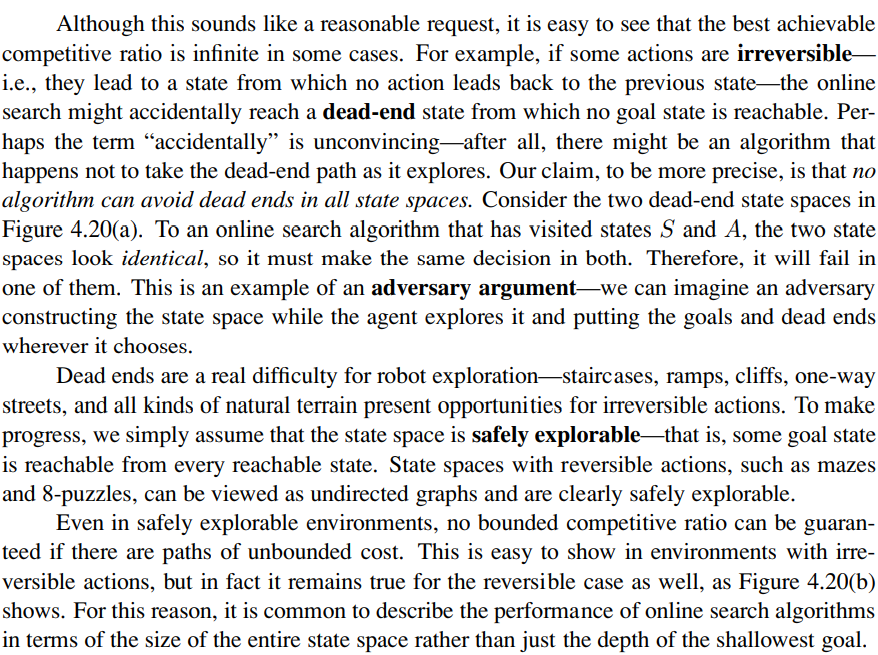 Although this sounds like a reasonable request, it is easy to see that the best achievable
competitive ratio is infinite in some cases. For example, if some actions are irreversible—
i.e., they lead to a state from which no action leads back to the previous state—the online
search might accidentally reach a dead-end state from which no goal state is reachable. Per-
haps the term “accidentally” is unconvincing—after all, there might be an algorithm that
happens not to take the dead-end path as it explores. Our claim, to be more precise, is that no
algorithm can avoid dead ends in all state spaces. Consider the two dead-end state spaces in
Figure 4.20(a). To an online search algorithm that has visited states S and A, the two state
spaces look identical, so it must make the same decision in both. Therefore, it will fail in
one of them. This is an example of an adversary argument—we can imagine an adversary
constructing the state space while the agent explores it and putting the goals and dead ends
wherever it chooses.
Dead ends are a real difficulty for robot exploration—staircases, ramps, cliffs, one-way
streets, and all kinds of natural terrain present opportunities for irreversible actions. To make
progress, we simply assume that the state space is safely explorable—that is, some goal state
is reachable from every reachable state. State spaces with reversible actions, such as mazes
and 8-puzzles, can be viewed as undirected graphs and are clearly safely explorable.
Even in safely explorable environments, no bounded competitive ratio can be guaran-
teed if there are paths of unbounded cost. This is easy to show in environments with irre-
versible actions, but in fact it remains true for the reversible case as well, as Figure 4.20(b)
shows. For this reason, it is common to describe the performance of online search algorithms
in terms of the size of the entire state space rather than just the depth of the shallowest goal.